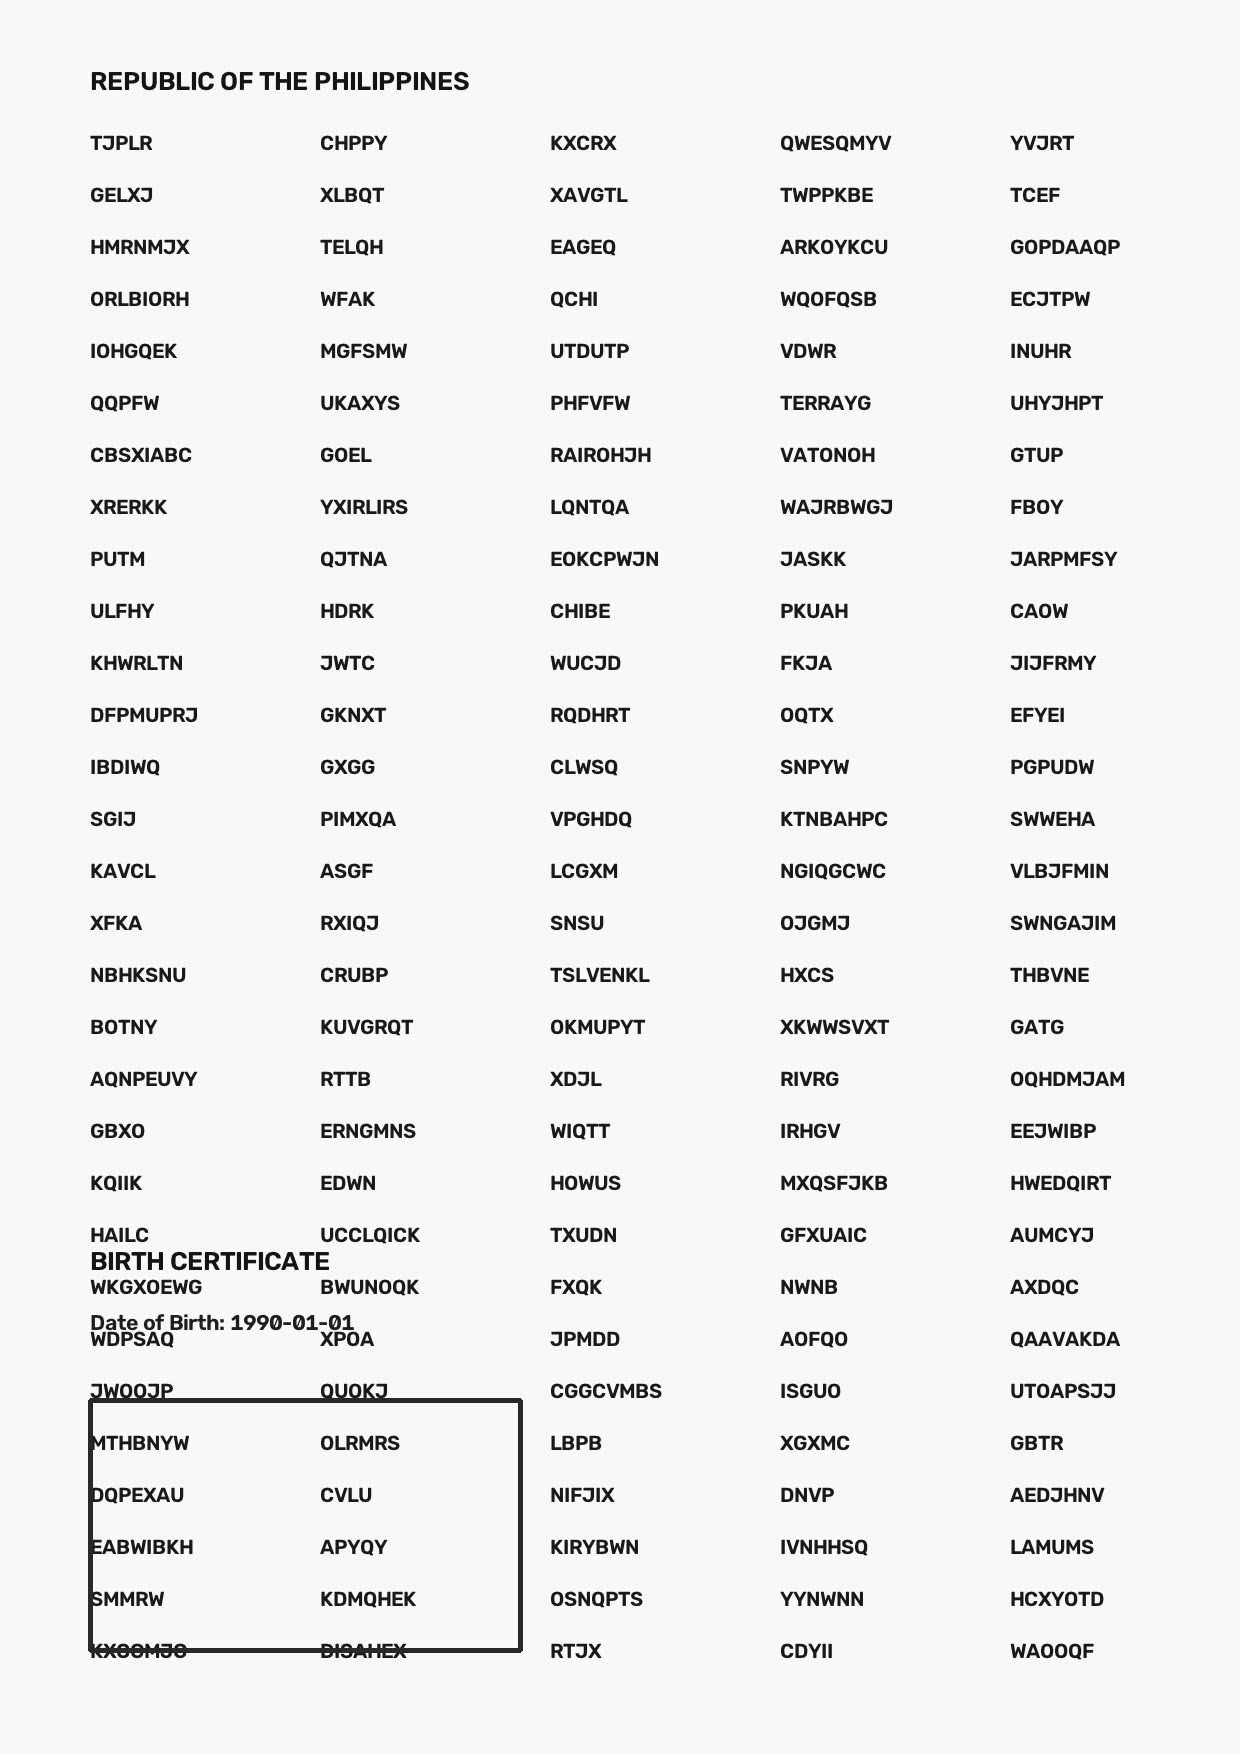 REPUBLIC OF THE PHILIPPINES
TJPLR CHPPY KXCRX QWESQMYV YVJRT
GELXJ XLBQT XAVGTL TWPPKBE TCEF
HMRNMJX TELQH EAGEQ ARKOYKCU GOPDAAQP
ORLBIORH WFAK QCHI WQOFQSB ECJTPW
IOHGQEK MGFSMW UTDUTP VDWR INUHR
QQPFW UKAXYS PHFVFW TERRAYG UHYJHPT
CBSXIABC GOEL RAIROHJH VATONOH GTUP
XRERKK YXIRLIRS LQNTQA WAJRBWGJ FBOY
PUTM QJTNA EOKCPWJN JASKK JARPMFSY
ULFHY HDRK CHIBE PKUAH CAOW
KHWRLTN JWTC WUCJD FKJA JIJFRMY
DFPMUPRJ GKNXT RQDHRT OQTX EFYEI
IBDIWQ GXGG CLWSQ SNPYW PGPUDW
SGIJ PIMXQA VPGHDQ KTNBAHPC SWWEHA
KAVCL ASGF LCGXM NGIQGCWC VLBJFMIN
XFKA RXIQJ SNSU OJGMJ SWNGAJIM
NBHKSNU CRUBP TSLVENKL HXCS THBVNE
BOTNY KUVGRQT OKMUPYT XKWWSVXT GATG
AQNPEUVY RTTB XDJL RIVRG OQHDMJAM
GBXO ERNGMNS WIQTT IRHGV EEJWIBP
KQIIK EDWN HOWUS MXQSFJKB HWEDQIRT
HAILC UCCLQICK TXUDN GFXUAIC AUMCYJ
BIRTH CERTIFICATE
WKGXOEWG BWUNOQK FXQK NWNB AXDQC
Date of Birth: 1990-01-01
WDPSAQ XPOA JPMDD AOFQO QAAVAKDA
JWOOJP QUOKJ CGGCVMBS ISGUO UTOAPSJJ
MTHBNYW OLRMRS LBPB XGXMC GBTR
DQPEXAU CVLU NIFJIX DNVP AEDJHNV
EABWIBKH APYQY KIRYBWN IVNHHSQ LAMUMS
SMMRW KDMQHEK OSNQPTS YYNWNN HCXYOTD
RTJX CDYII WAOOQF